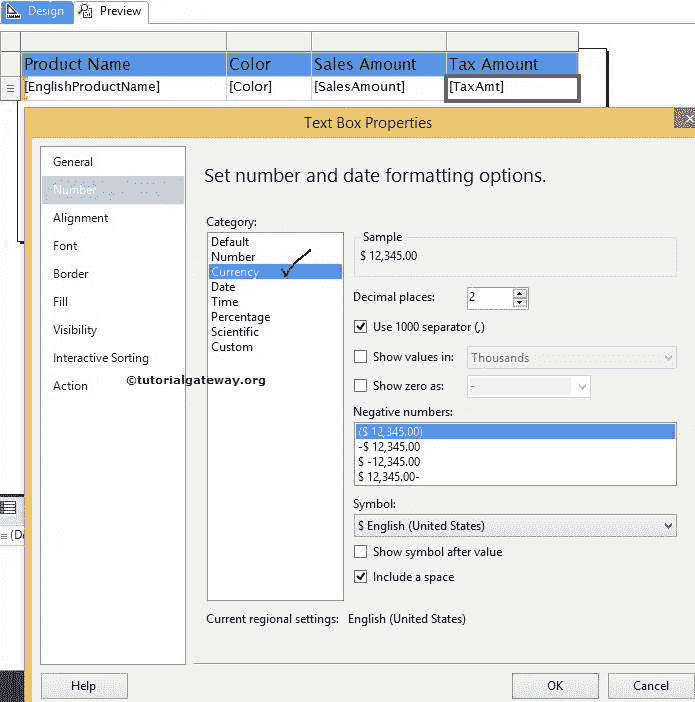 Design Preview
Product Name Color Sales Amount Tax Amount
[EnglishProductName] [Color] [SalesAmount] [TaxAmt]
Text Box Properties
General
Number
Alignment
Font
Border
Fill
Visibility
Interactive Sorting
Action
©tutorialgateway.org
Set number and date formatting options.
Category:
Default
Number
Currency
Date
Time
Percentage
Scientific
Custom
Sample
$ 12,345.00
Decimal places: 2
Use 1000 separator (,)
Show values in: Thousands
Show zero as: -
Negative numbers:
($ 12,345.00)
-$ 12,345.00
$ -12,345.00
$ 12,345.00-
Symbol:
$ English (United States)
Show symbol after value
Include a space
Current regional settings: English (United States)
Help OK Cancel